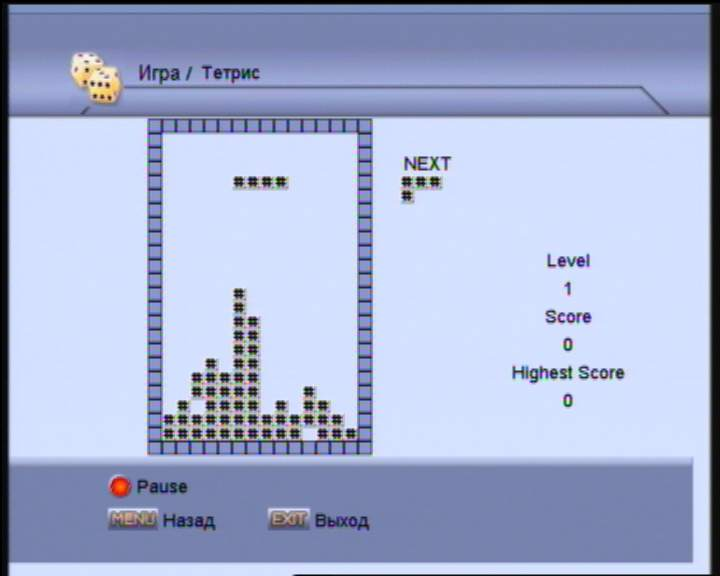 Игра / Тетрис
NEXT
Level
1
Score
0
Highest Score
0
Pause
MENU Назад
EXIT Выход